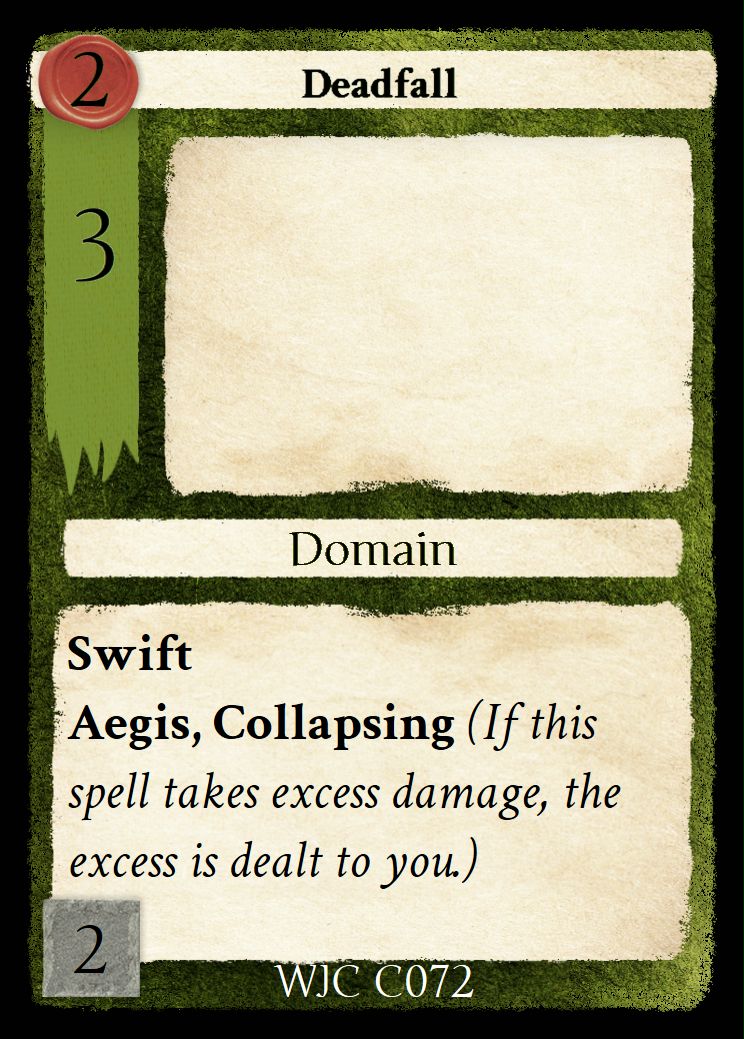 2
Deadfall
3
Domain
Swift
Aegis, Collapsing (If this
spell takes excess damage, the
excess is dealt to you.)
2
WJC C072